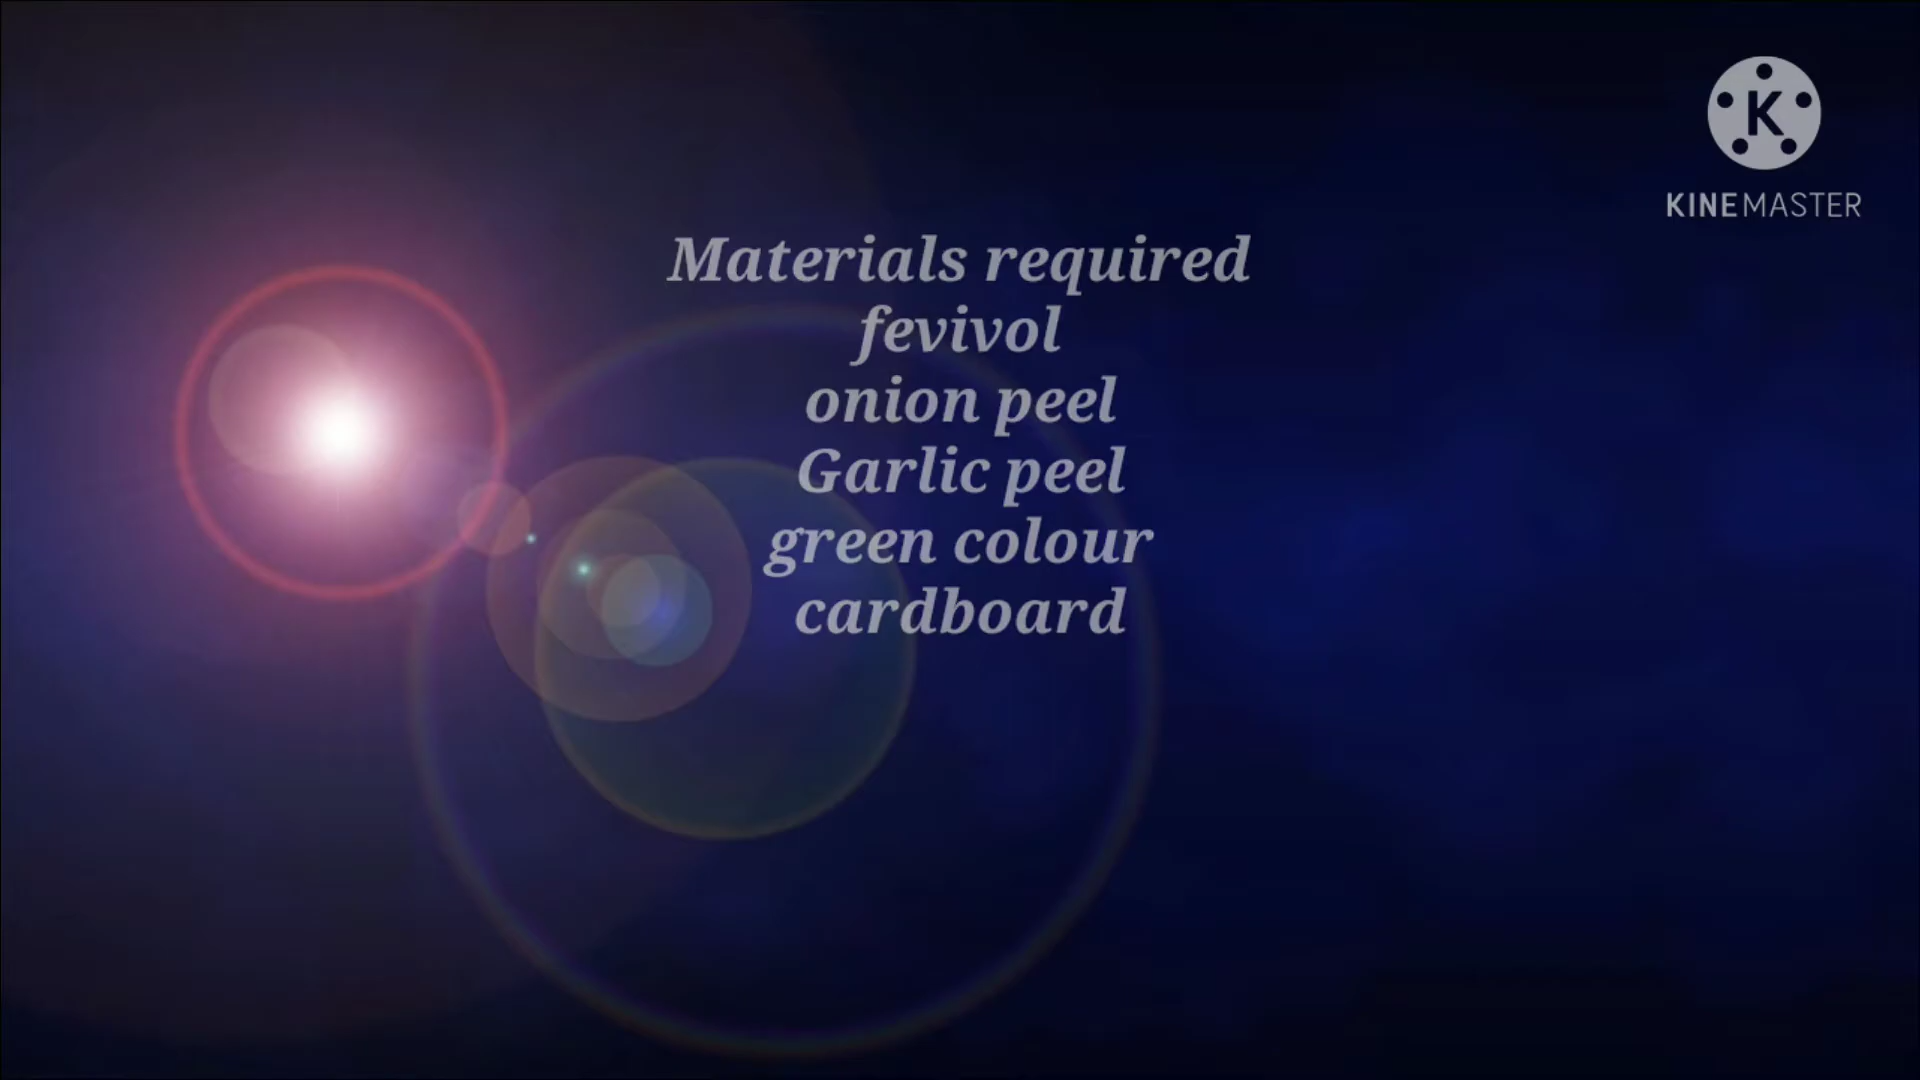 K
KINEMASTER
Materials required
fevivol
onion peel
Garlic peel
green colour
cardboard